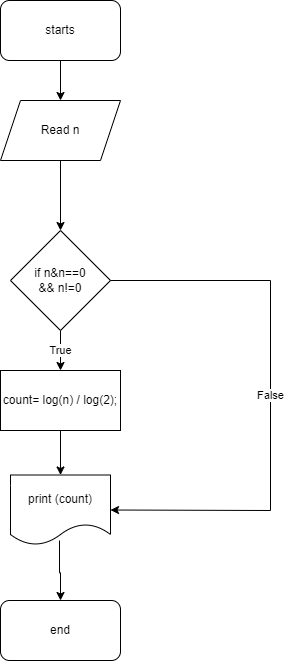 starts
Read n
if n&n==0
&& n!=0
True
False
count= log(n) / log(2);
print (count)
end